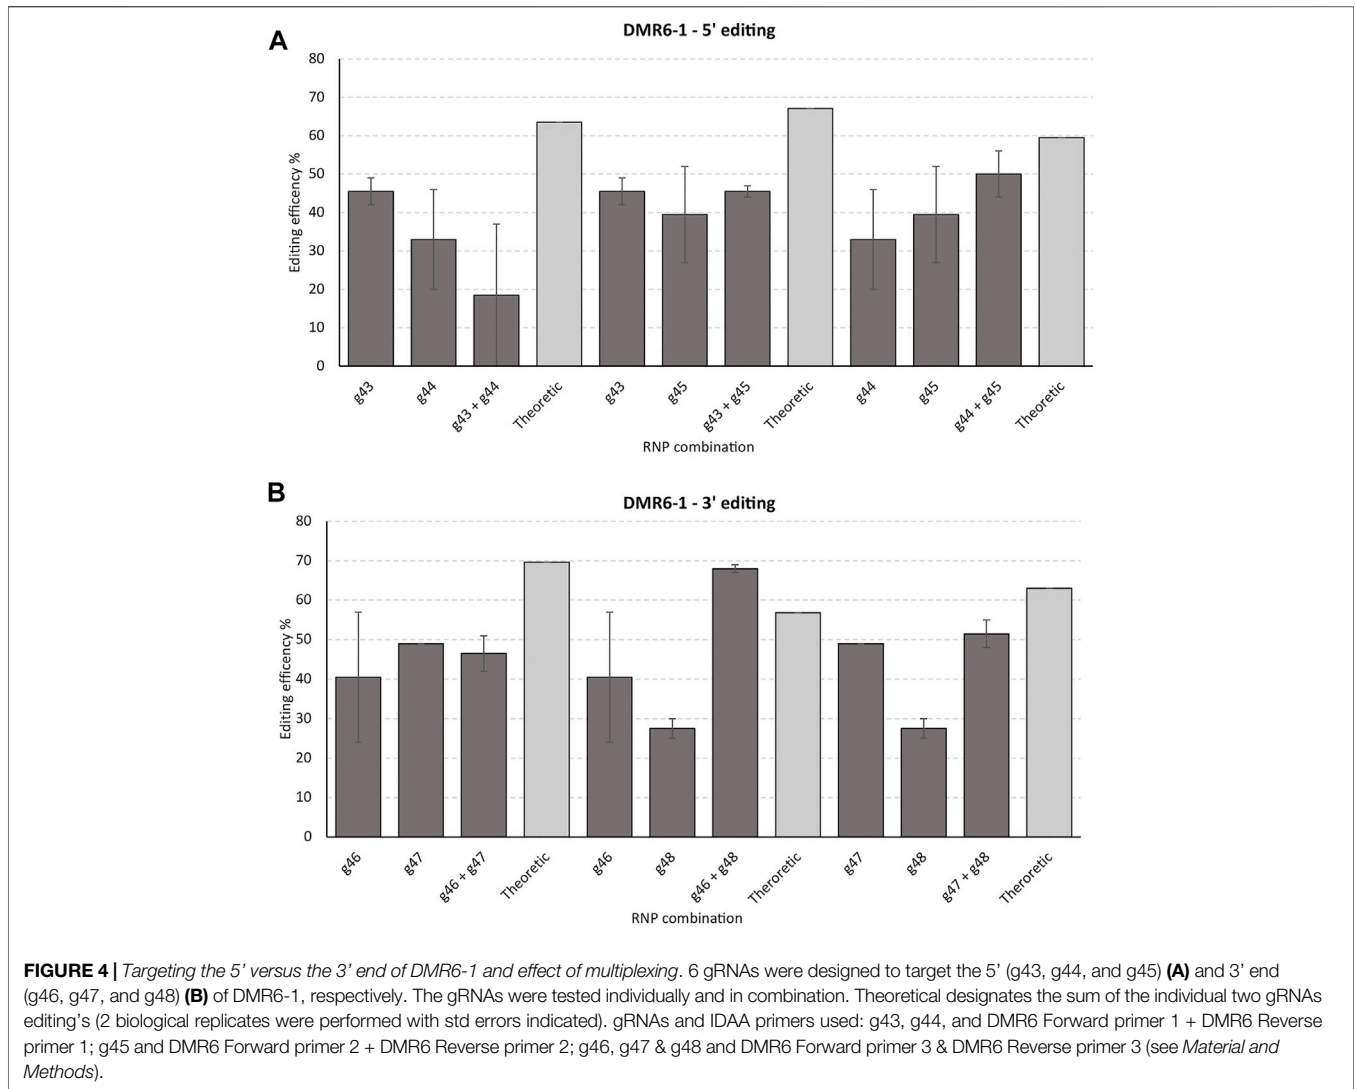 A
DMR6-1 - 5' editing
80
70
60
50
40
30
20
10
0
Editing efficency %
g43
g44
g43 + g44
Theoretic
g43
g45
g43 + g45
Theoretic
g44
g45
g44 + g45
Theoretic
RNP combination
B
DMR6-1 - 3' editing
80
70
60
50
40
30
20
10
0
Editing efficency %
g46
g47
g46 + g47
Theoretic
g46
g48
g46 + g48
Theroretic
g47
g48
g47 + g48
Theroretic
RNP combination
FIGURE 4 | Targeting the 5’ versus the 3’ end of DMR6-1 and effect of multiplexing. 6 gRNAs were designed to target the 5’ (g43, g44, and g45) (A) and 3’ end
(g46, g47, and g48) (B) of DMR6-1, respectively. The gRNAs were tested individually and in combination. Theoretical designates the sum of the individual two gRNAs
editing’s (2 biological replicates were performed with std errors indicated). gRNAs and IDAA primers used: g43, g44, and DMR6 Forward primer 1 + DMR6 Reverse
primer 1; g45 and DMR6 Forward primer 2 + DMR6 Reverse primer 2; g46, g47 & g48 and DMR6 Forward primer 3 & DMR6 Reverse primer 3 (see Material and
Methods).